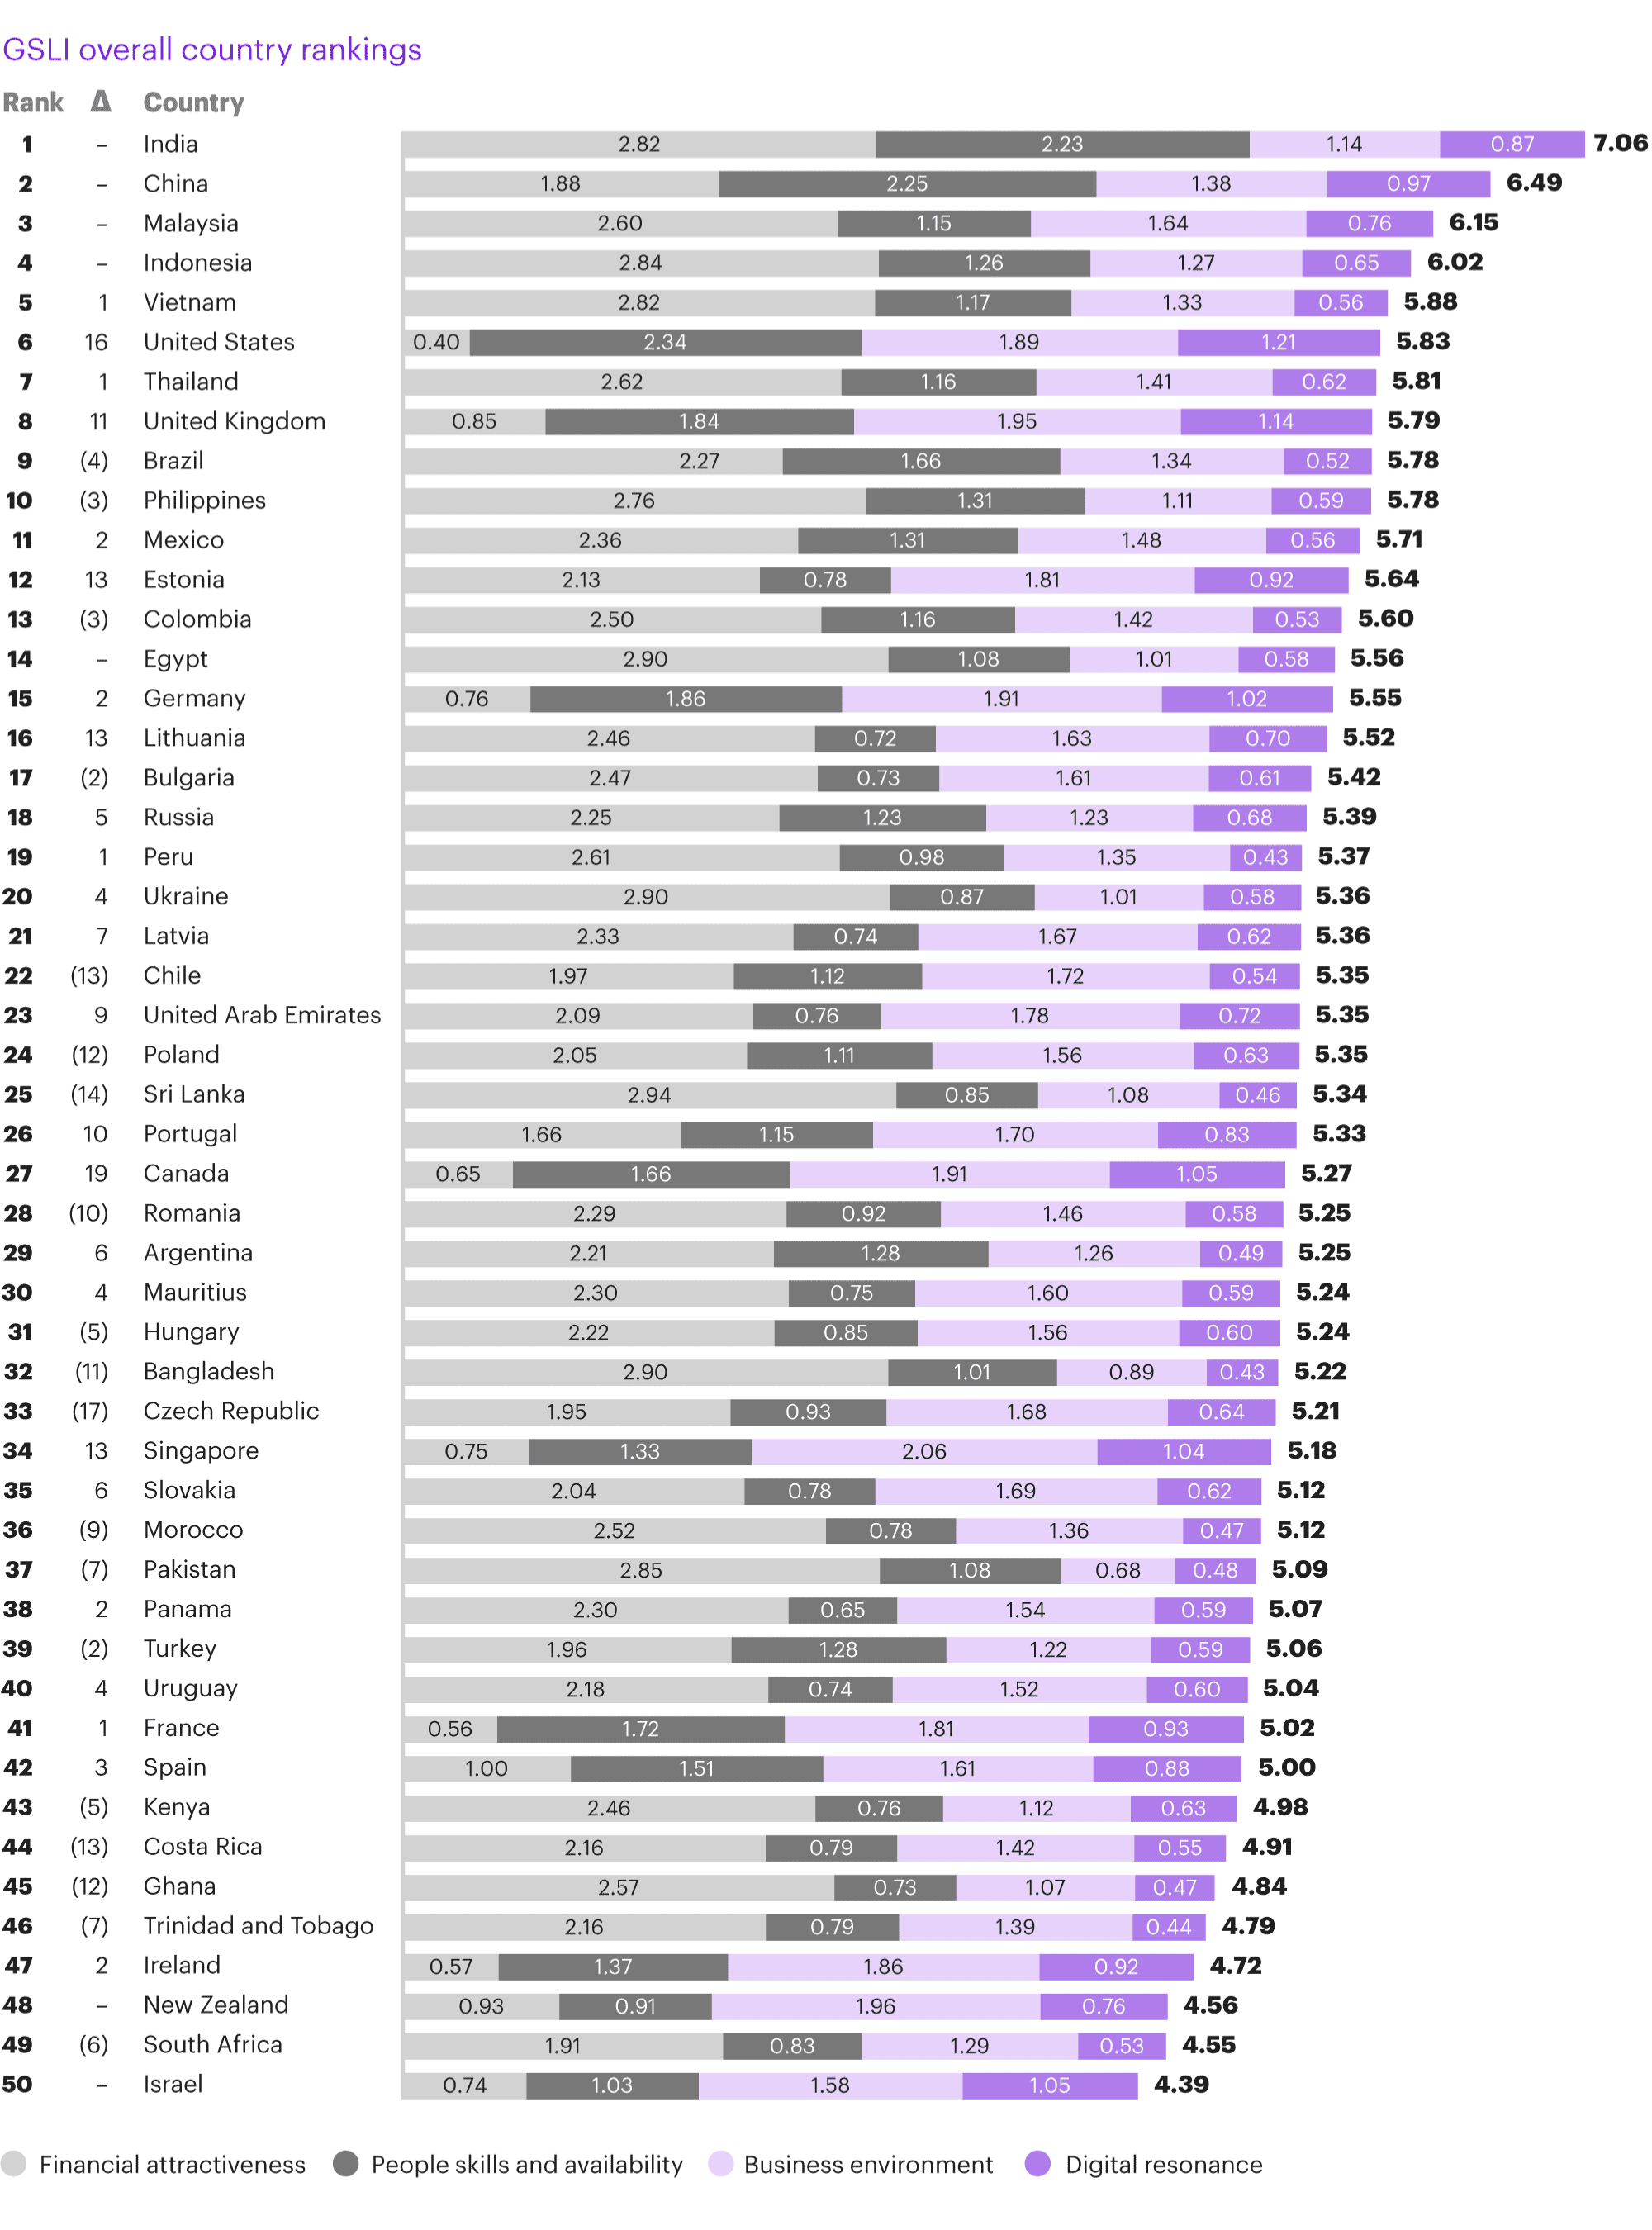 GSLI overall country rankings
Rank Δ Country
1 – India 2.82 2.23 1.14 0.87 7.06
2 – China 1.88 2.25 1.38 0.97 6.49
3 – Malaysia 2.60 1.15 1.64 0.76 6.15
4 – Indonesia 2.84 1.26 1.27 0.65 6.02
5 1 Vietnam 2.82 1.17 1.33 0.56 5.88
6 16 United States 0.40 2.34 1.89 1.21 5.83
7 1 Thailand 2.62 1.16 1.41 0.62 5.81
8 11 United Kingdom 0.85 1.84 1.95 1.14 5.79
9 (4) Brazil 2.27 1.66 1.34 0.52 5.78
10 (3) Philippines 2.76 1.31 1.11 0.59 5.78
11 2 Mexico 2.36 1.31 1.48 0.56 5.71
12 13 Estonia 2.13 0.78 1.81 0.92 5.64
13 (3) Colombia 2.50 1.16 1.42 0.53 5.60
14 – Egypt 2.90 1.08 1.01 0.58 5.56
15 2 Germany 0.76 1.86 1.91 1.02 5.55
16 13 Lithuania 2.46 0.72 1.63 0.70 5.52
17 (2) Bulgaria 2.47 0.73 1.61 0.61 5.42
18 5 Russia 2.25 1.23 1.23 0.68 5.39
19 1 Peru 2.61 0.98 1.35 0.43 5.37
20 4 Ukraine 2.90 0.87 1.01 0.58 5.36
21 7 Latvia 2.33 0.74 1.67 0.62 5.36
22 (13) Chile 1.97 1.12 1.72 0.54 5.35
23 9 United Arab Emirates 2.09 0.76 1.78 0.72 5.35
24 (12) Poland 2.05 1.11 1.56 0.63 5.35
25 (14) Sri Lanka 2.94 0.85 1.08 0.46 5.34
26 10 Portugal 1.66 1.15 1.70 0.83 5.33
27 19 Canada 0.65 1.66 1.91 1.05 5.27
28 (10) Romania 2.29 0.92 1.46 0.58 5.25
29 6 Argentina 2.21 1.28 1.26 0.49 5.25
30 4 Mauritius 2.30 0.75 1.60 0.59 5.24
31 (5) Hungary 2.22 0.85 1.56 0.60 5.24
32 (11) Bangladesh 2.90 1.01 0.89 0.43 5.22
33 (17) Czech Republic 1.95 0.93 1.68 0.64 5.21
34 13 Singapore 0.75 1.33 2.06 1.04 5.18
35 6 Slovakia 2.04 0.78 1.69 0.62 5.12
36 (9) Morocco 2.52 0.78 1.36 0.47 5.12
37 (7) Pakistan 2.85 1.08 0.68 0.48 5.09
38 2 Panama 2.30 0.65 1.54 0.59 5.07
39 (2) Turkey 1.96 1.28 1.22 0.59 5.06
40 4 Uruguay 2.18 0.74 1.52 0.60 5.04
41 1 France 0.56 1.72 1.81 0.93 5.02
42 3 Spain 1.00 1.51 1.61 0.88 5.00
43 (5) Kenya 2.46 0.76 1.12 0.63 4.98
44 (13) Costa Rica 2.16 0.79 1.42 0.55 4.91
45 (12) Ghana 2.57 0.73 1.07 0.47 4.84
46 (7) Trinidad and Tobago 2.16 0.79 1.39 0.44 4.79
47 2 Ireland 0.57 1.37 1.86 0.92 4.72
48 – New Zealand 0.93 0.91 1.96 0.76 4.56
49 (6) South Africa 1.91 0.83 1.29 0.53 4.55
50 – Israel 0.74 1.03 1.58 1.05 4.39
Financial attractiveness People skills and availability Business environment Digital resonance